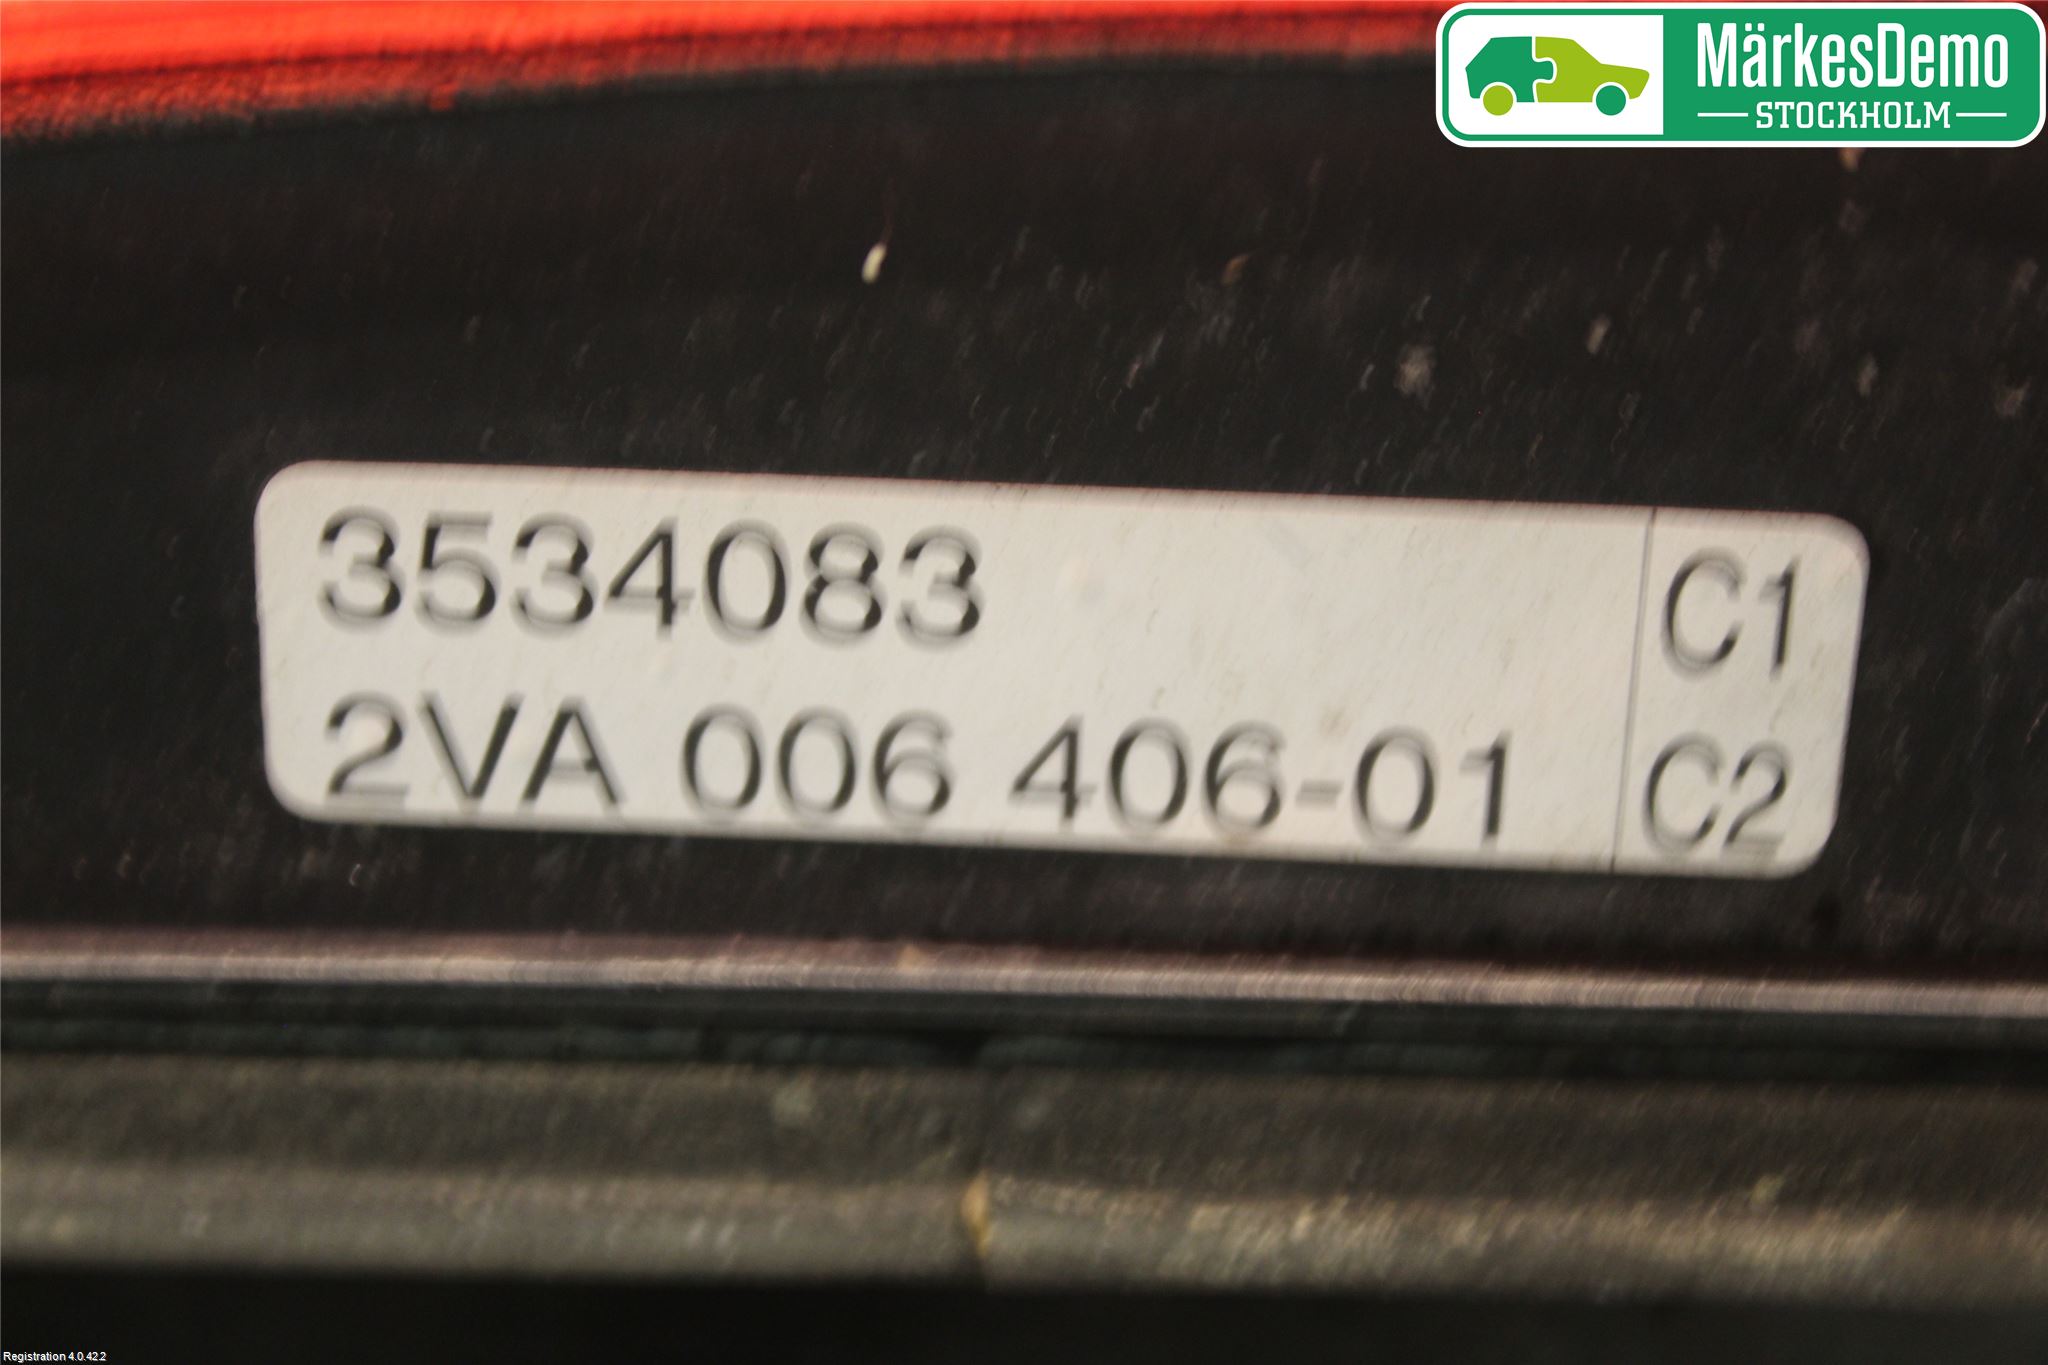 MärkesDemo
STOCKHOLM
3534083 C1
2VA 006 406-01 C2
Registration 4.0.42.2